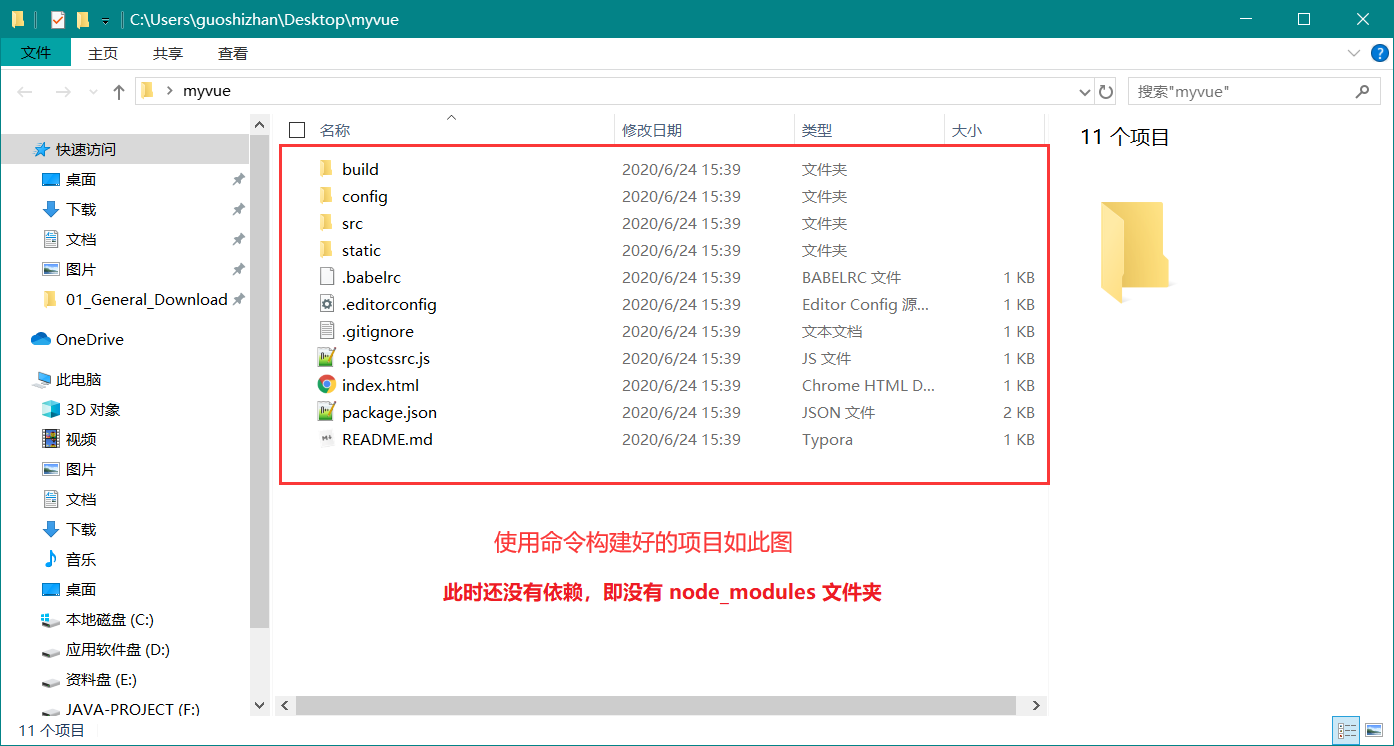 C:\Users\guoshizhan\Desktop\myvue
文件 主页 共享 查看
myvue
搜索"myvue"
快速访问
桌面
下载
文档
图片
01_General_Download
OneDrive
此电脑
3D 对象
视频
图片
文档
下载
音乐
桌面
本地磁盘 (C:)
应用软件盘 (D:)
资料盘 (E:)
JAVA-PROJECT (F:)
名称 修改日期 类型 大小
build 2020/6/24 15:39 文件夹
config 2020/6/24 15:39 文件夹
src 2020/6/24 15:39 文件夹
static 2020/6/24 15:39 文件夹
.babelrc 2020/6/24 15:39 BABELRC 文件 1 KB
.editorconfig 2020/6/24 15:39 Editor Config 源... 1 KB
.gitignore 2020/6/24 15:39 文本文档 1 KB
.postcssrc.js 2020/6/24 15:39 JS 文件 1 KB
index.html 2020/6/24 15:39 Chrome HTML D... 1 KB
package.json 2020/6/24 15:39 JSON 文件 2 KB
README.md 2020/6/24 15:39 Typora 1 KB
使用命令构建好的项目如此图
此时还没有依赖，即没有 node_modules 文件夹
11 个项目
11 个项目